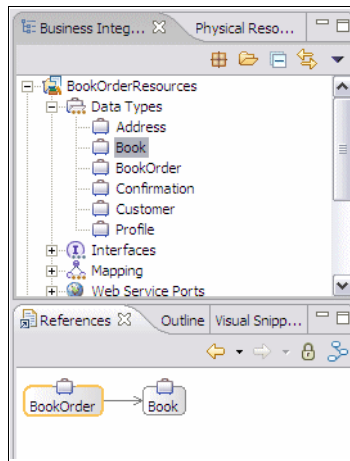 Business Integ... Physical Reso...
BookOrderResources
Data Types
Address
Book
BookOrder
Confirmation
Customer
Profile
Interfaces
Mapping
Web Service Ports
References Outline Visual Snipp...
BookOrder Book